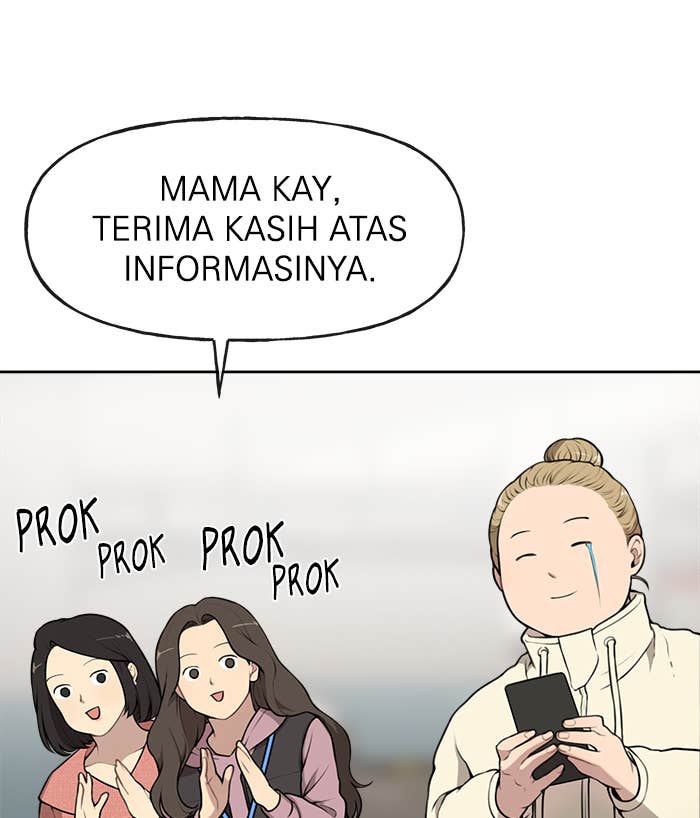 MAMA KAY,
TERIMA KASIH ATAS
INFORMASINYA.
PROK
PROK
PROK
PROK